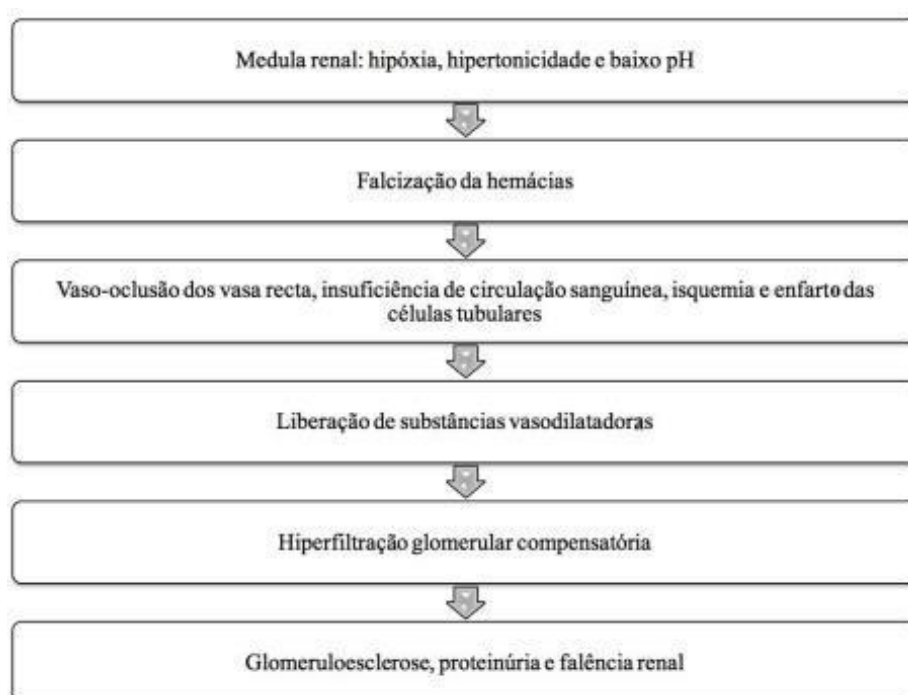 Medula renal: hipóxia, hipertonicidade e baixo pH
Falcização da hemácias
Vaso-oclusão dos vasa recta, insuficiência de circulação sanguínea, isquemia e enfarto das
células tubulares
Liberação de substâncias vasodilatadoras
Hiperfiltração glomerular compensatória
Glomeruloesclerose, proteinúria e falência renal